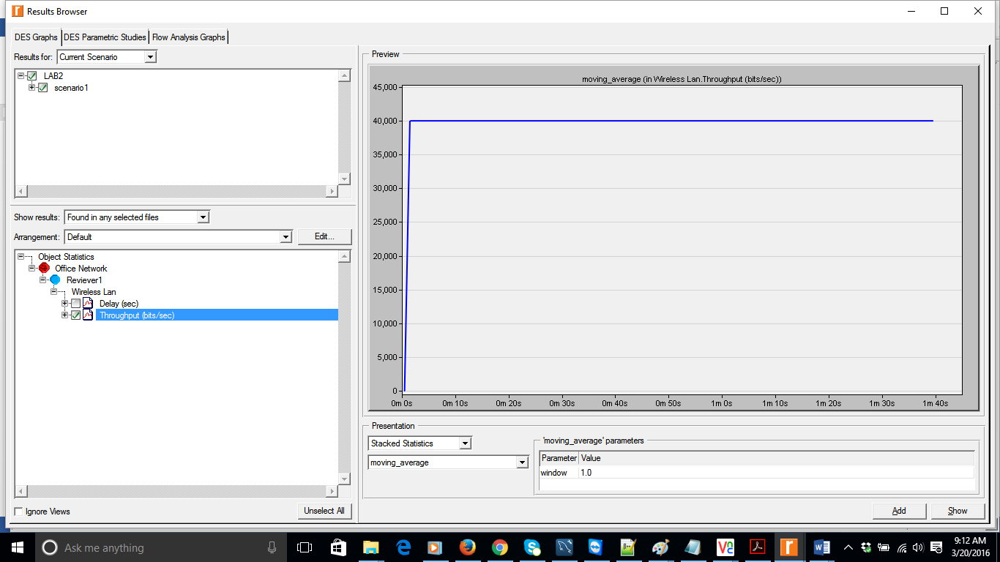 Results Browser
DES Graphs DES Parametric Studies Flow Analysis Graphs
Results for: Current Scenario
LAB2
scenario1
Show results: Found in any selected files
Arrangement: Default Edit...
Object Statistics
Office Network
Reviever1
Wireless Lan
Delay (sec)
Throughput (bits/sec)
Ignore Views
Unselect All
Preview
moving_average (in Wireless Lan.Throughput (bits/sec))
45,000
40,000
35,000
30,000
25,000
20,000
15,000
10,000
5,000
0
0m 0s 0m 10s 0m 20s 0m 30s 0m 40s 0m 50s 1m 0s 1m 10s 1m 20s 1m 30s 1m 40s
Presentation
Stacked Statistics
moving_average
'moving_average' parameters
Parameter Value
window 1.0
Add Show
Ask me anything
9:12 AM
3/20/2016